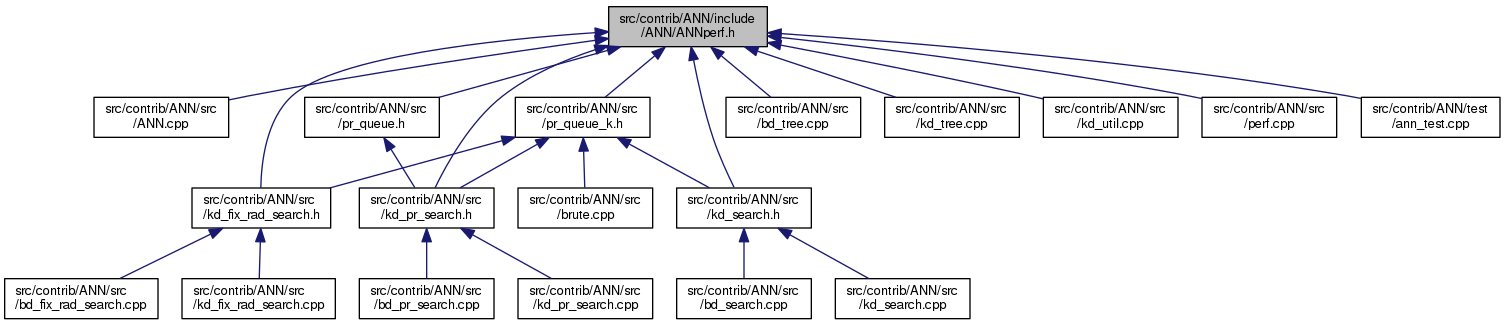 src/contrib/ANN/include
/ANN/ANNperf.h
src/contrib/ANN/src
/ANN.cpp
src/contrib/ANN/src
/pr_queue.h
src/contrib/ANN/src
/pr_queue_k.h
src/contrib/ANN/src
/bd_tree.cpp
src/contrib/ANN/src
/kd_tree.cpp
src/contrib/ANN/src
/kd_util.cpp
src/contrib/ANN/src
/perf.cpp
src/contrib/ANN/test
/ann_test.cpp
src/contrib/ANN/src
/kd_fix_rad_search.h
src/contrib/ANN/src
/kd_pr_search.h
src/contrib/ANN/src
/brute.cpp
src/contrib/ANN/src
/kd_search.h
src/contrib/ANN/src
/bd_fix_rad_search.cpp
src/contrib/ANN/src
/kd_fix_rad_search.cpp
src/contrib/ANN/src
/bd_pr_search.cpp
src/contrib/ANN/src
/kd_pr_search.cpp
src/contrib/ANN/src
/bd_search.cpp
src/contrib/ANN/src
/kd_search.cpp